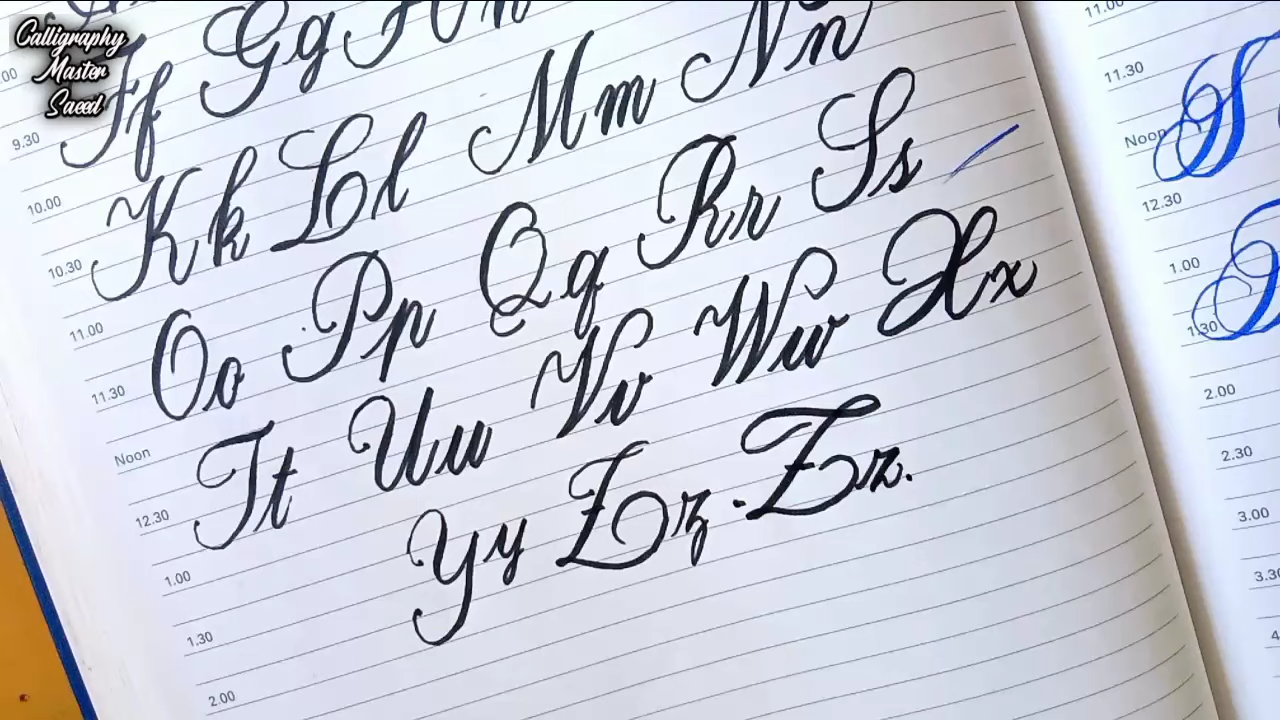 Calligraphy
Master
Saeed
Ff Gg Hh
Kk Ll Mm Nn
Oo Pp Qq Rr Ss
Tt Uu Vv Ww Xx
Yy Zz . Zz.
9.30
10.00
10.30
11.00
11.30
Noon
12.30
1.00
1.30
2.00
11.00
11.30
Noon
12.30
1.00
1.30
2.00
2.30
3.00
3.30